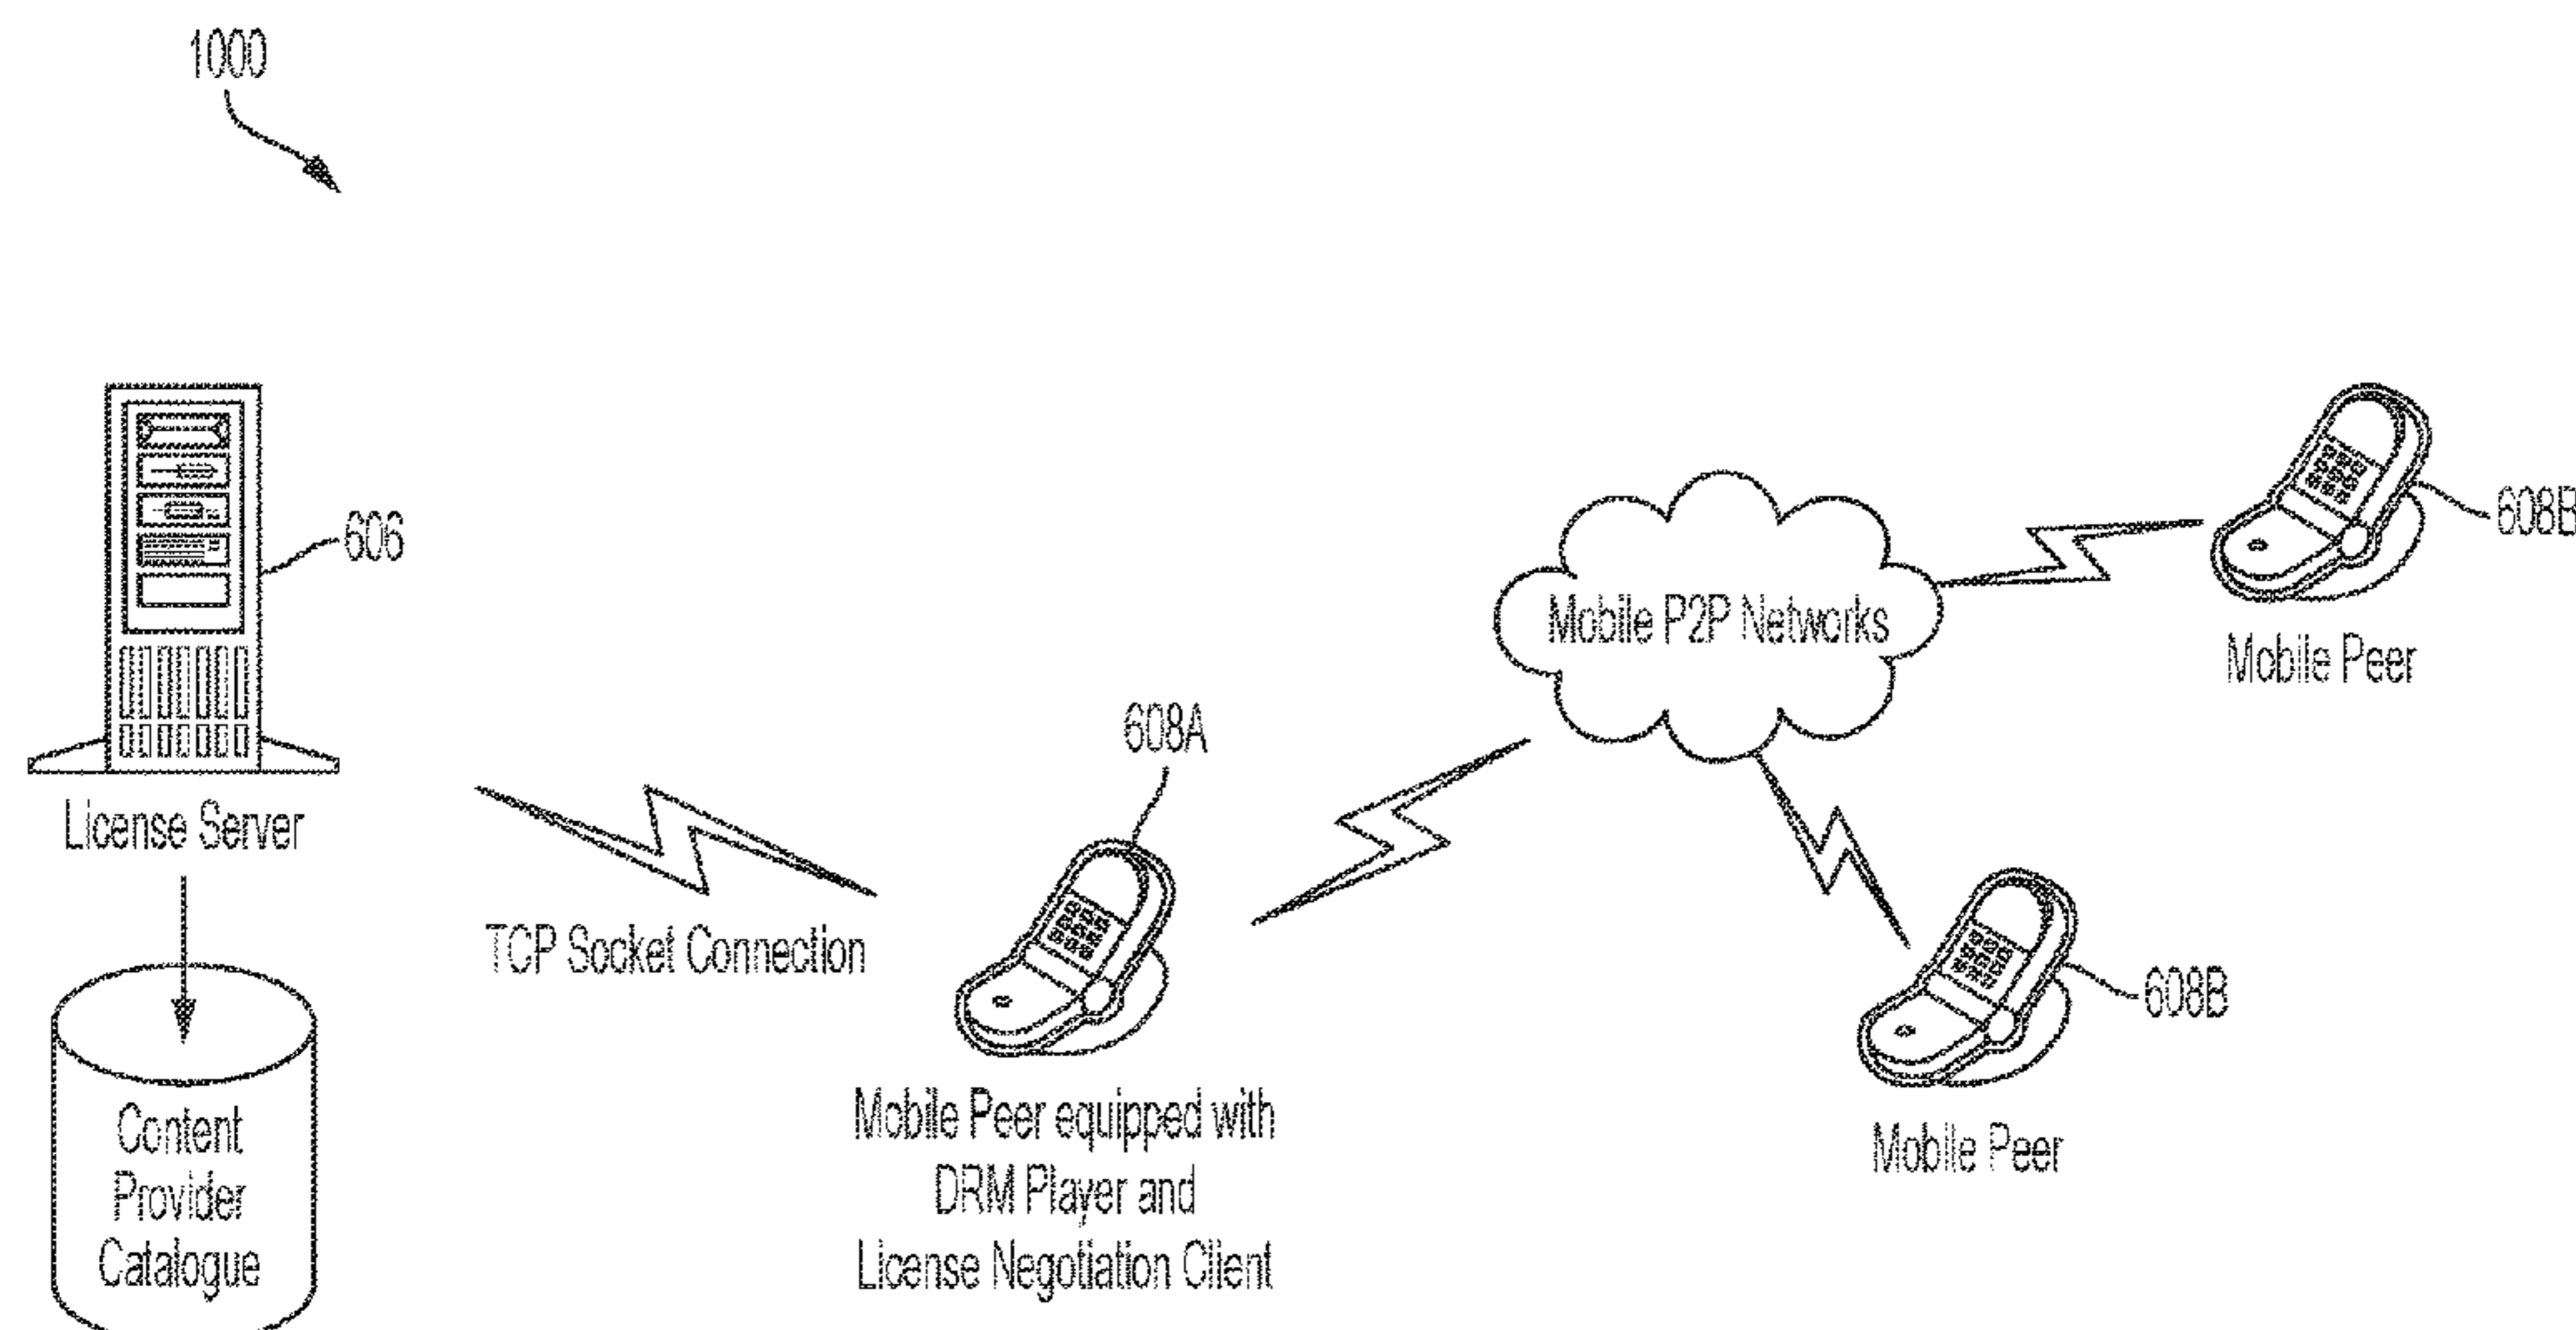 1000
606
License Server
Content
Provider
Catalogue
TCP Socket Connection
608A
Mobile Peer equipped with
DRM Player and
License Negotiation Client
Mobile P2P Networks
608B
Mobile Peer
608B
Mobile Peer